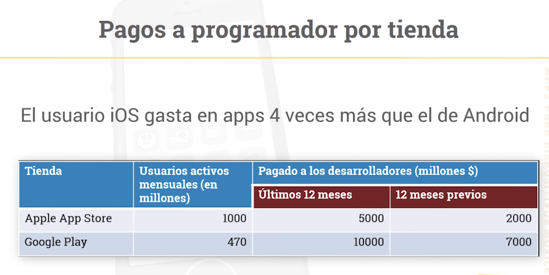 Pagos a programador por tienda
El usuario iOS gasta en apps 4 veces más que el de Android
Tienda Usuarios activos mensuales (en millones) Pagado a los desarrolladores (millones $)
Últimos 12 meses 12 meses previos
Apple App Store 1000 5000 2000
Google Play 470 10000 7000